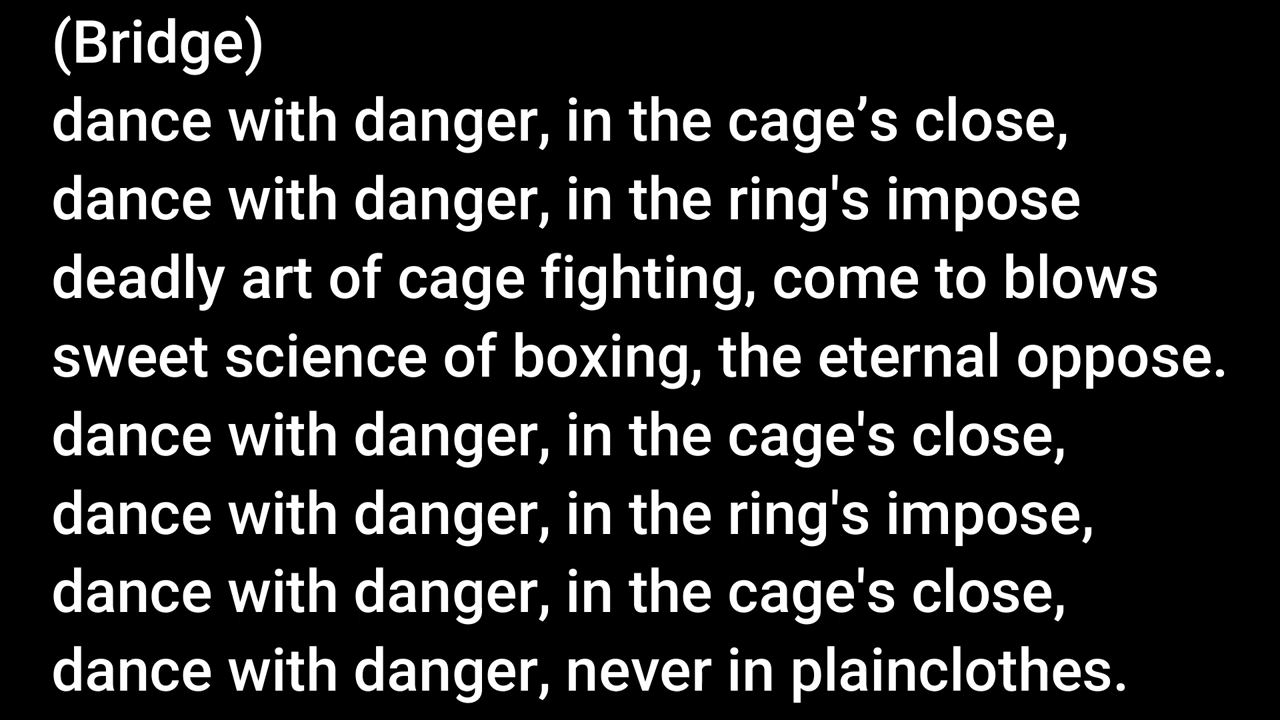 (Bridge)
dance with danger, in the cage’s close,
dance with danger, in the ring's impose
deadly art of cage fighting, come to blows
sweet science of boxing, the eternal oppose.
dance with danger, in the cage's close,
dance with danger, in the ring's impose,
dance with danger, in the cage's close,
dance with danger, never in plainclothes.